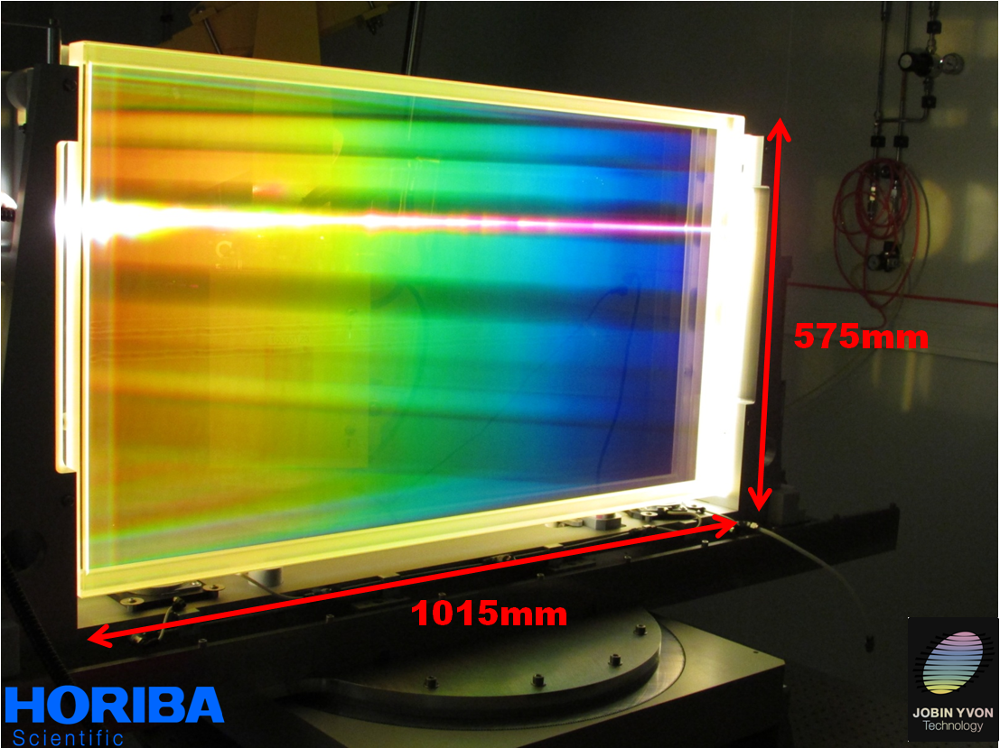 575mm
1015mm
HORIBA
Scientific
JOBIN YVON
Technology